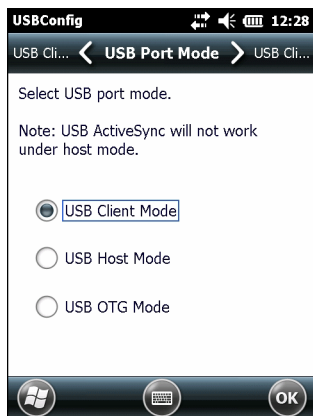 USBConfig 12:28
USB Cli... USB Port Mode USB Cli...
Select USB port mode.
Note: USB ActiveSync will not work
under host mode.
USB Client Mode
USB Host Mode
USB OTG Mode
OK